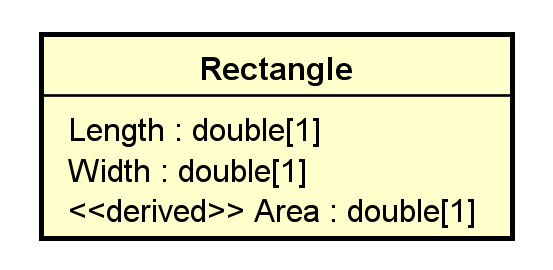 Rectangle
Length : double[1]
Width : double[1]
<<derived>> Area : double[1]